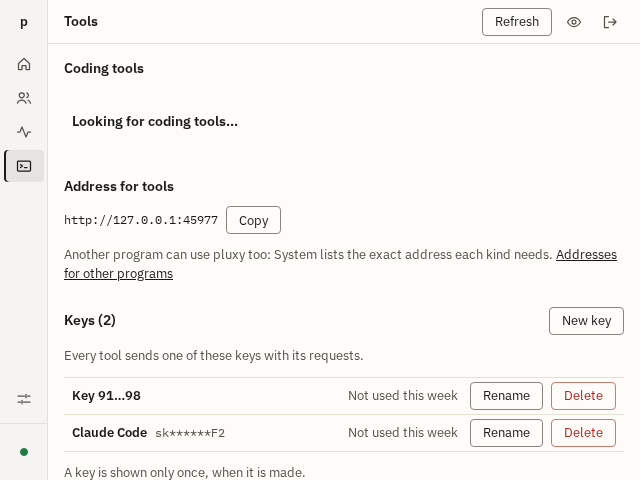 p
Tools
Refresh
Coding tools
Looking for coding tools...
Address for tools
http://127.0.0.1:45977
Copy
Another program can use pluxy too: System lists the exact address each kind needs. Addresses
for other programs
Keys (2)
New key
Every tool sends one of these keys with its requests.
Key 91...98
Not used this week
Rename
Delete
Claude Code sk******F2
Not used this week
Rename
Delete
A key is shown only once, when it is made.